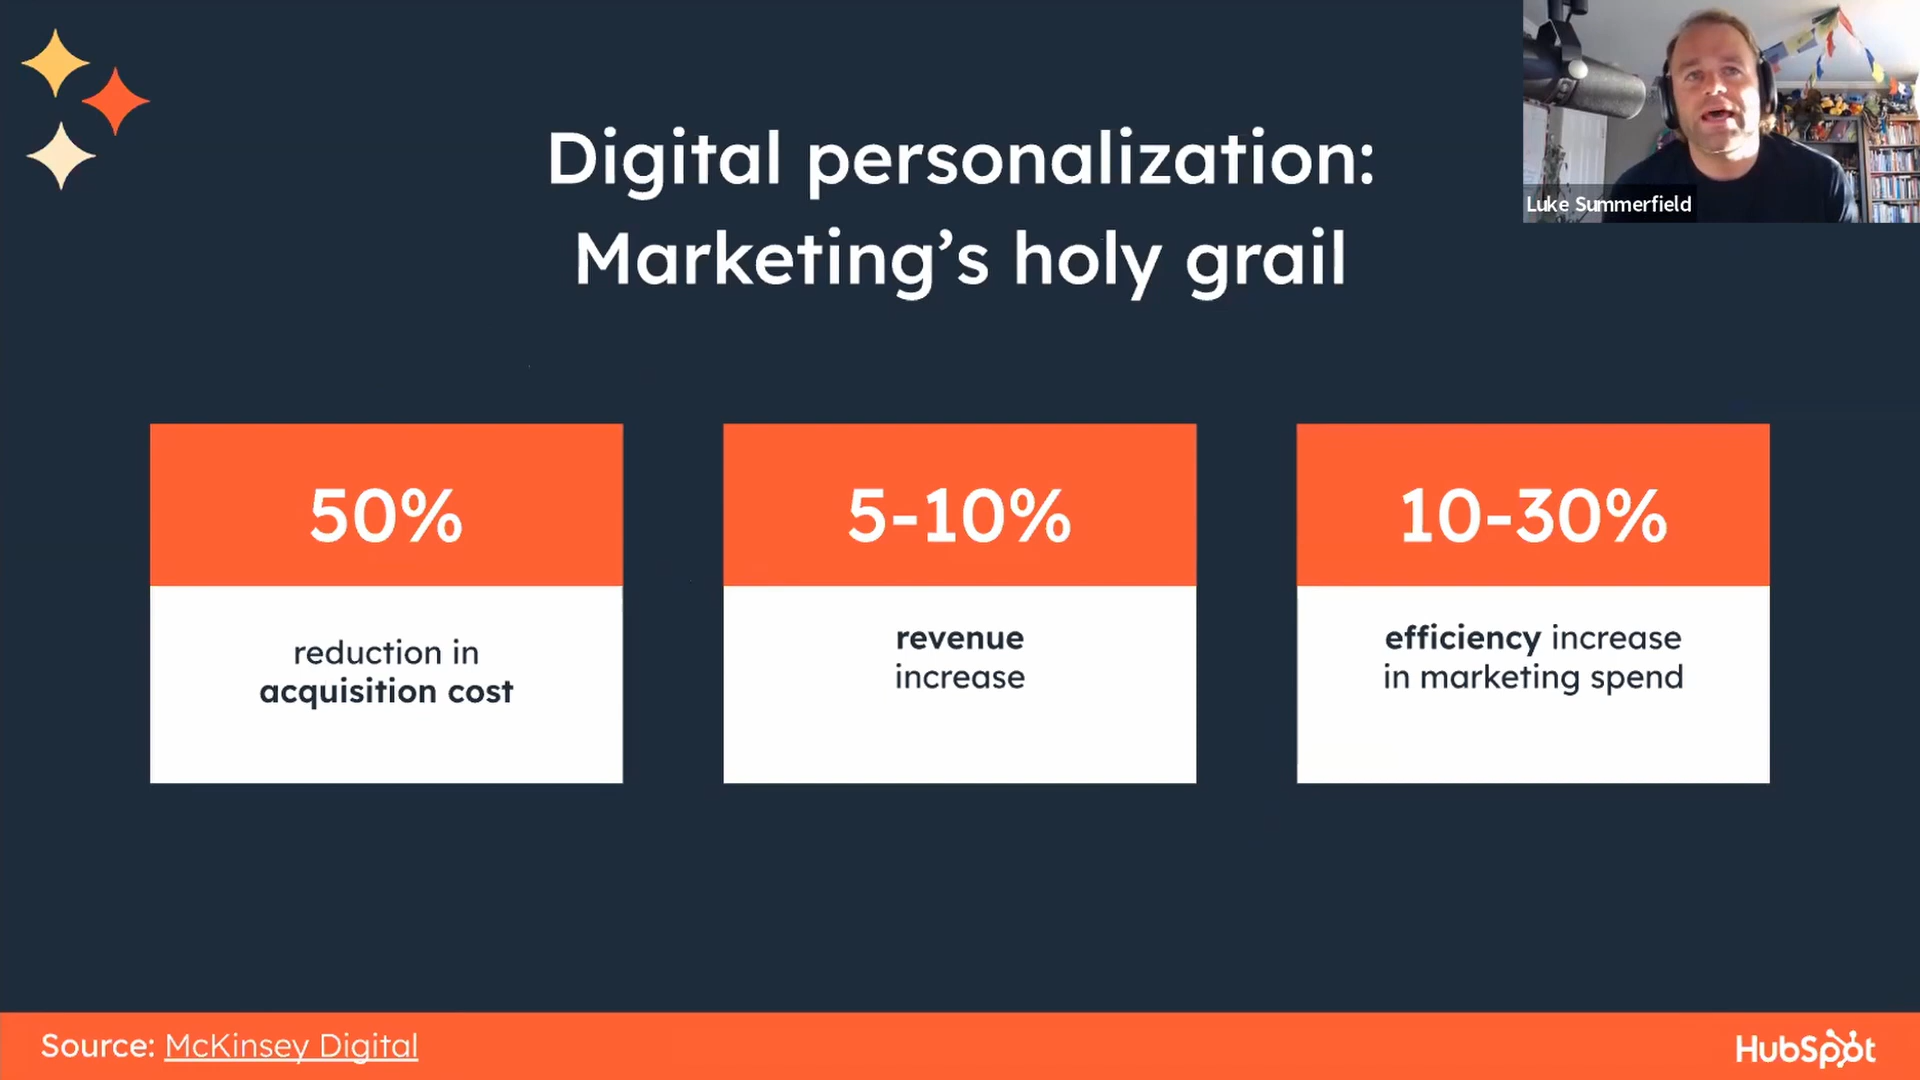 Digital personalization:
Marketing’s holy grail
Luke Summerfield
50%
reduction in
acquisition cost
5-10%
revenue
increase
10-30%
efficiency increase
in marketing spend
Source: McKinsey Digital
HubSpot